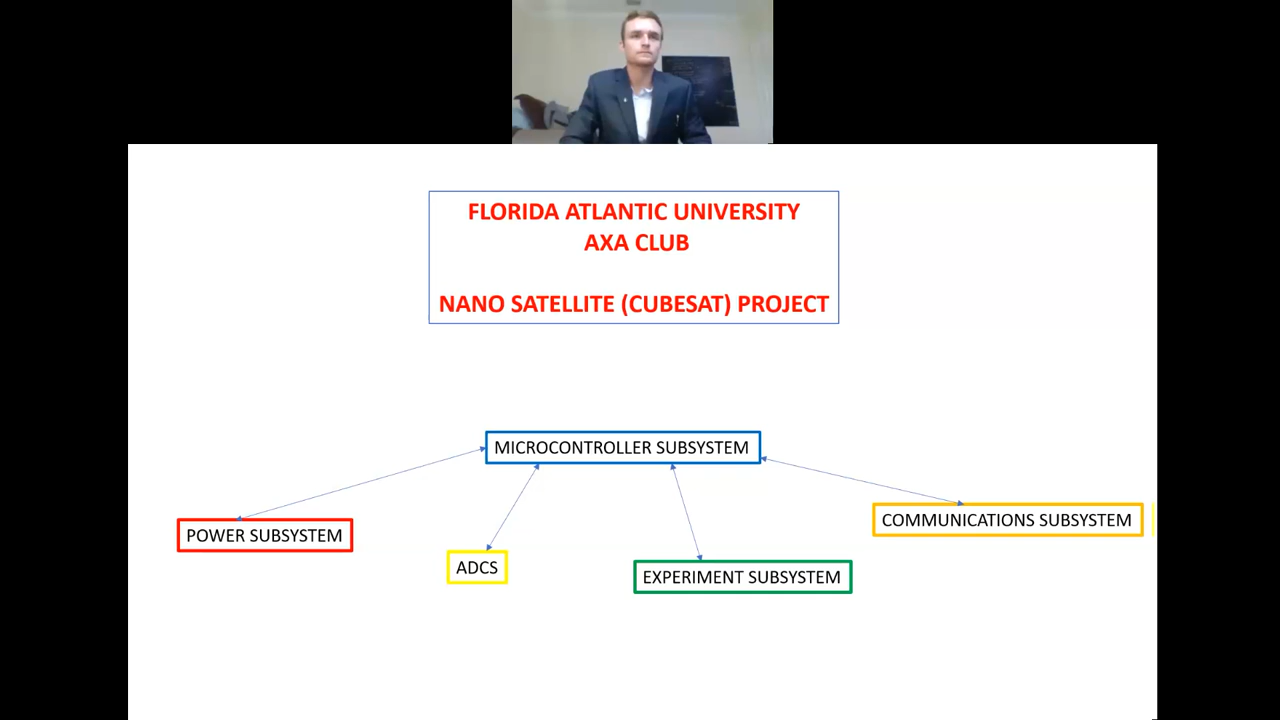 FLORIDA ATLANTIC UNIVERSITY
AXA CLUB
NANO SATELLITE (CUBESAT) PROJECT
MICROCONTROLLER SUBSYSTEM
POWER SUBSYSTEM
ADCS
EXPERIMENT SUBSYSTEM
COMMUNICATIONS SUBSYSTEM